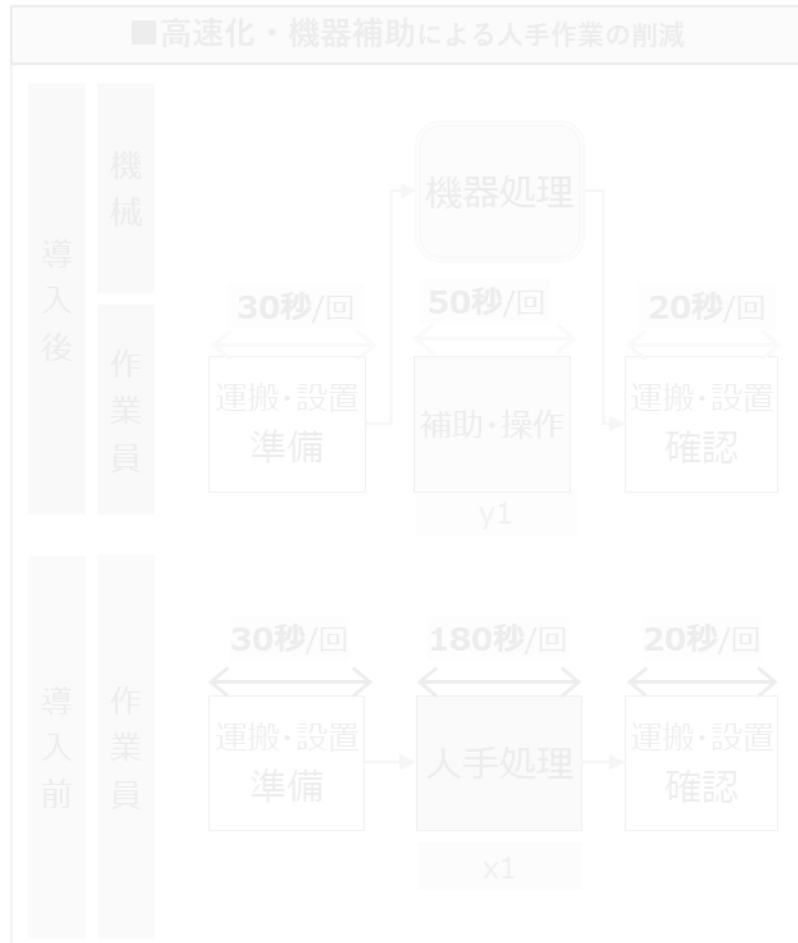 ■高速化・機器補助による人手作業の削減
導入後
機械
作業員
機器処理
30秒/回
50秒/回
20秒/回
運搬・設置
準備
補助・操作
運搬・設置
確認
y1
導入前
作業員
30秒/回
180秒/回
20秒/回
運搬・設置
準備
人手処理
運搬・設置
確認
x1